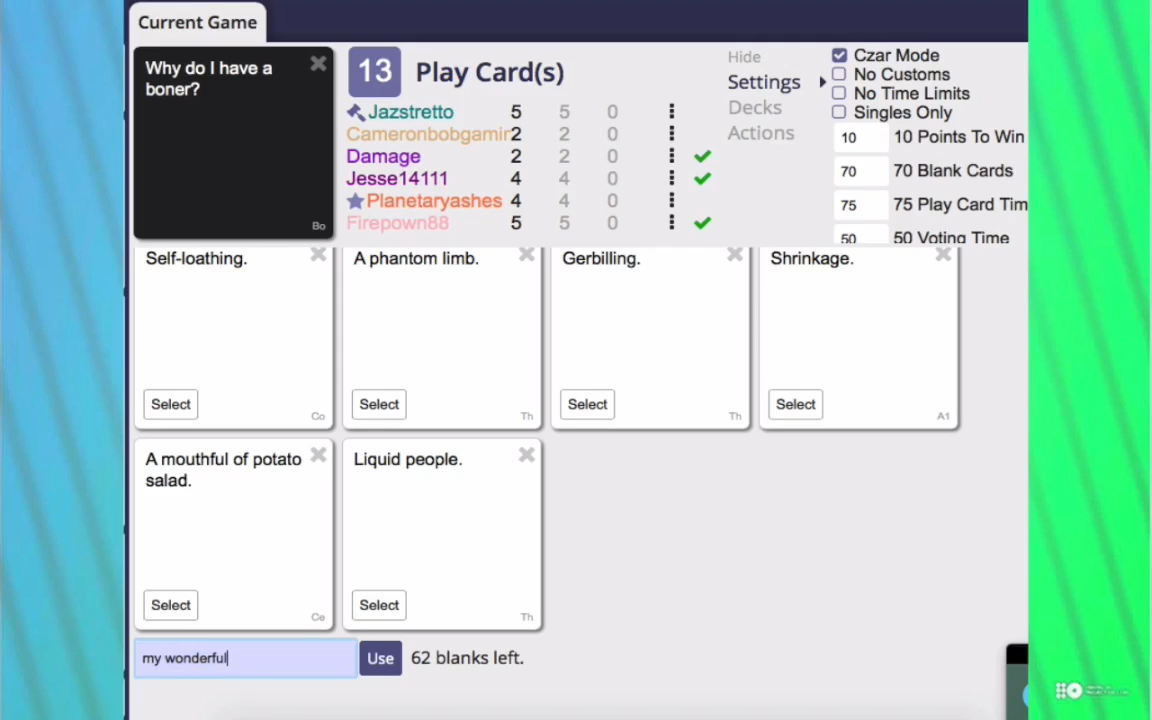 Current Game
Why do I have a
boner?
Bo
13 Play Card(s)
Jazstretto 5 5 0
Cameronbobgamin 2 2 0
Damage 2 2 0
Jesse14111 4 4 0
Planetaryashes 4 4 0
Firepown88 5 5 0
Hide
Settings
Decks
Actions
Czar Mode
No Customs
No Time Limits
Singles Only
10 10 Points To Win
70 70 Blank Cards
75 75 Play Card Tim
50 50 Voting Time
Self-loathing.
Select
Co
A phantom limb.
Select
Th
Gerbilling.
Select
Th
Shrinkage.
Select
A1
A mouthful of potato
salad.
Select
Ce
Liquid people.
Select
Th
my wonderful
Use
62 blanks left.